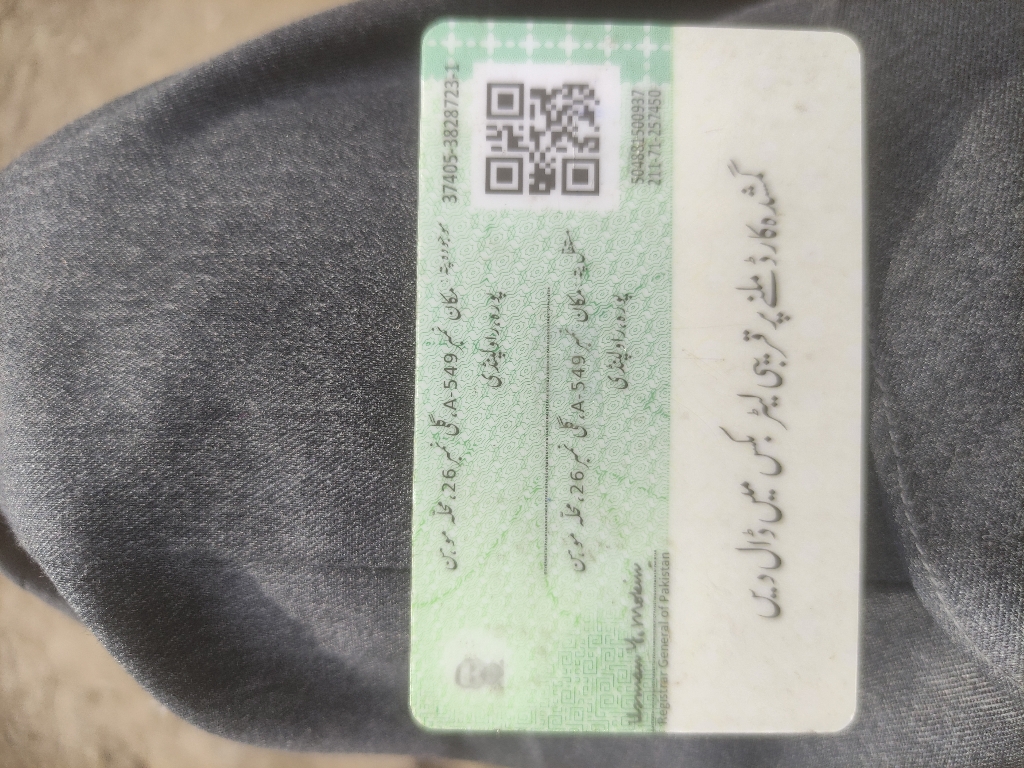 37405-3828723-1
موجودہ پتہ: مکان نمبر A-549، گلی نمبر 26، محلہ موہن
پورہ، راولپنڈی
مستقل پتہ: مکان نمبر A-549، گلی نمبر 26، محلہ موہن
پورہ، راولپنڈی
504881500937
211-71-257450
Registrar General of Pakistan
گمشدہ کارڈ ملنے پر قریبی لیٹر بکس میں ڈال دیں